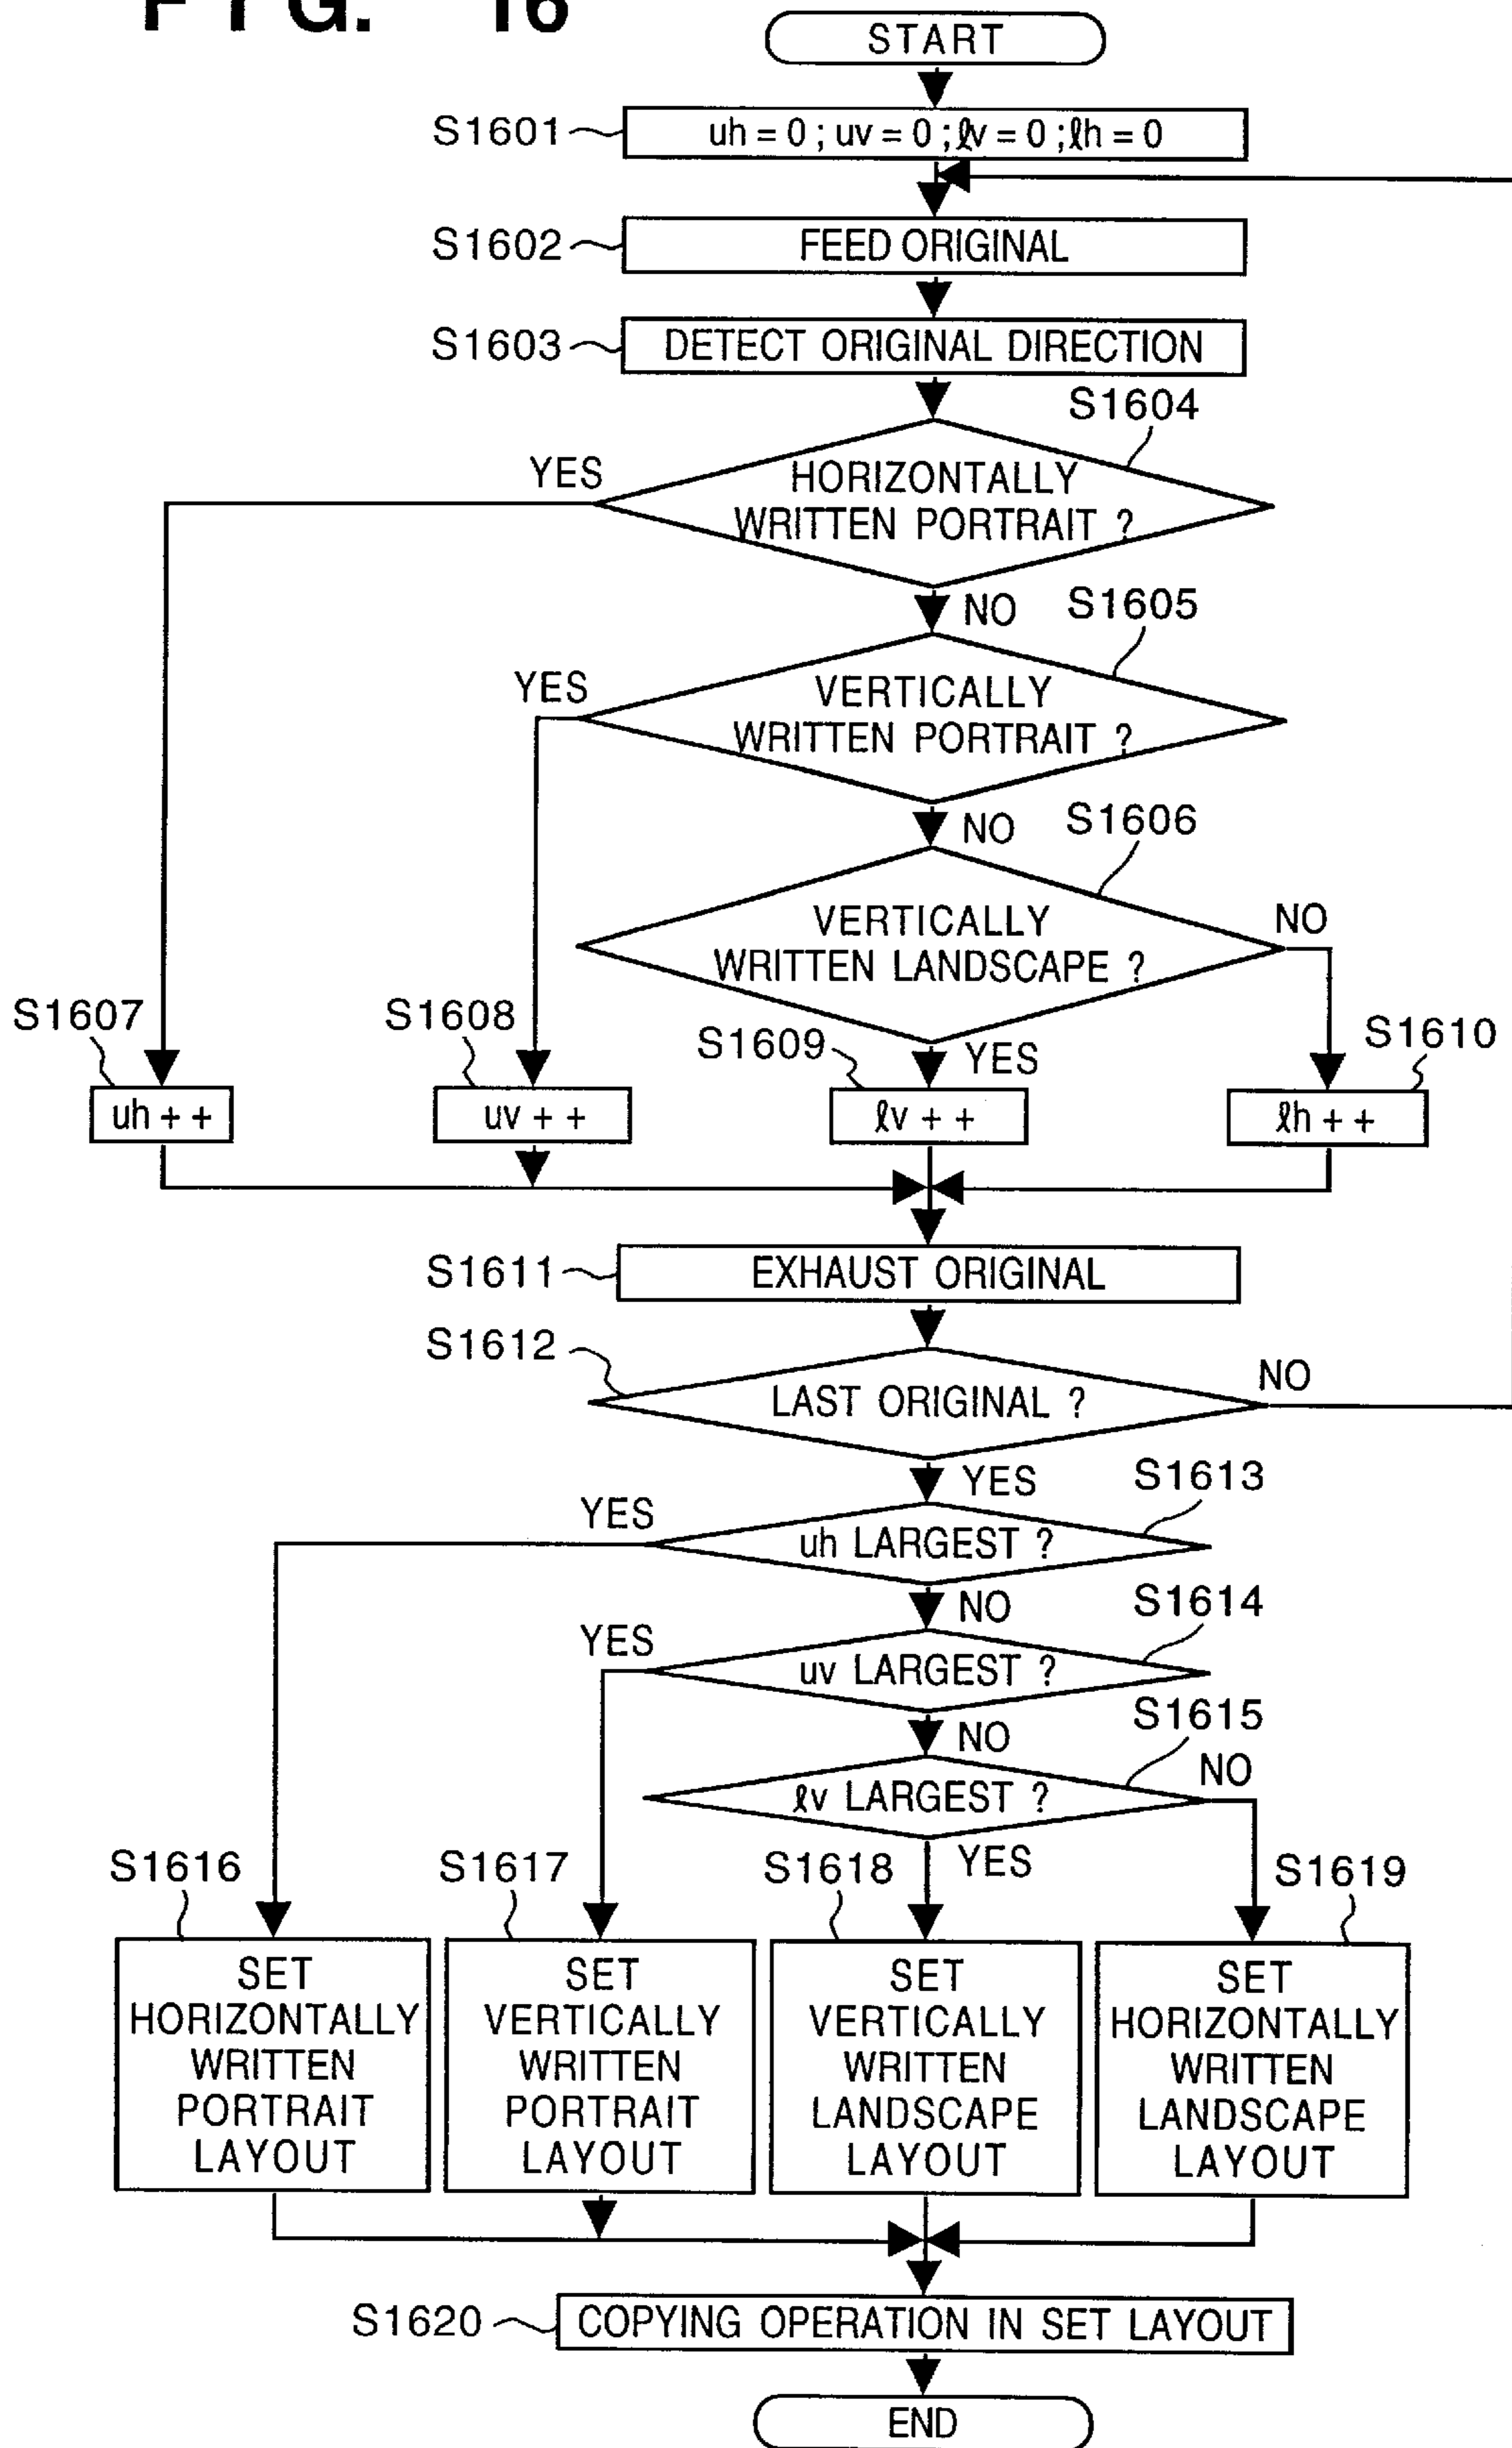 FIG. 16
START
S1601
uh = 0 ; uv = 0 ; ℓv = 0 ; ℓh = 0
S1602
FEED ORIGINAL
S1603
DETECT ORIGINAL DIRECTION
S1604
YES
HORIZONTALLY
WRITTEN PORTRAIT ?
NO
S1605
YES
VERTICALLY
WRITTEN PORTRAIT ?
NO
S1606
VERTICALLY
WRITTEN LANDSCAPE ?
NO
S1607
S1608
S1609
YES
S1610
uh + +
uv + +
ℓv + +
ℓh + +
S1611
EXHAUST ORIGINAL
S1612
LAST ORIGINAL ?
NO
YES
S1613
YES
uh LARGEST ?
NO
S1614
YES
uv LARGEST ?
NO
S1615
ℓv LARGEST ?
NO
YES
S1616
S1617
S1618
S1619
SET
HORIZONTALLY
WRITTEN
PORTRAIT
LAYOUT
SET
VERTICALLY
WRITTEN
PORTRAIT
LAYOUT
SET
VERTICALLY
WRITTEN
LANDSCAPE
LAYOUT
SET
HORIZONTALLY
WRITTEN
LANDSCAPE
LAYOUT
S1620
COPYING OPERATION IN SET LAYOUT
END